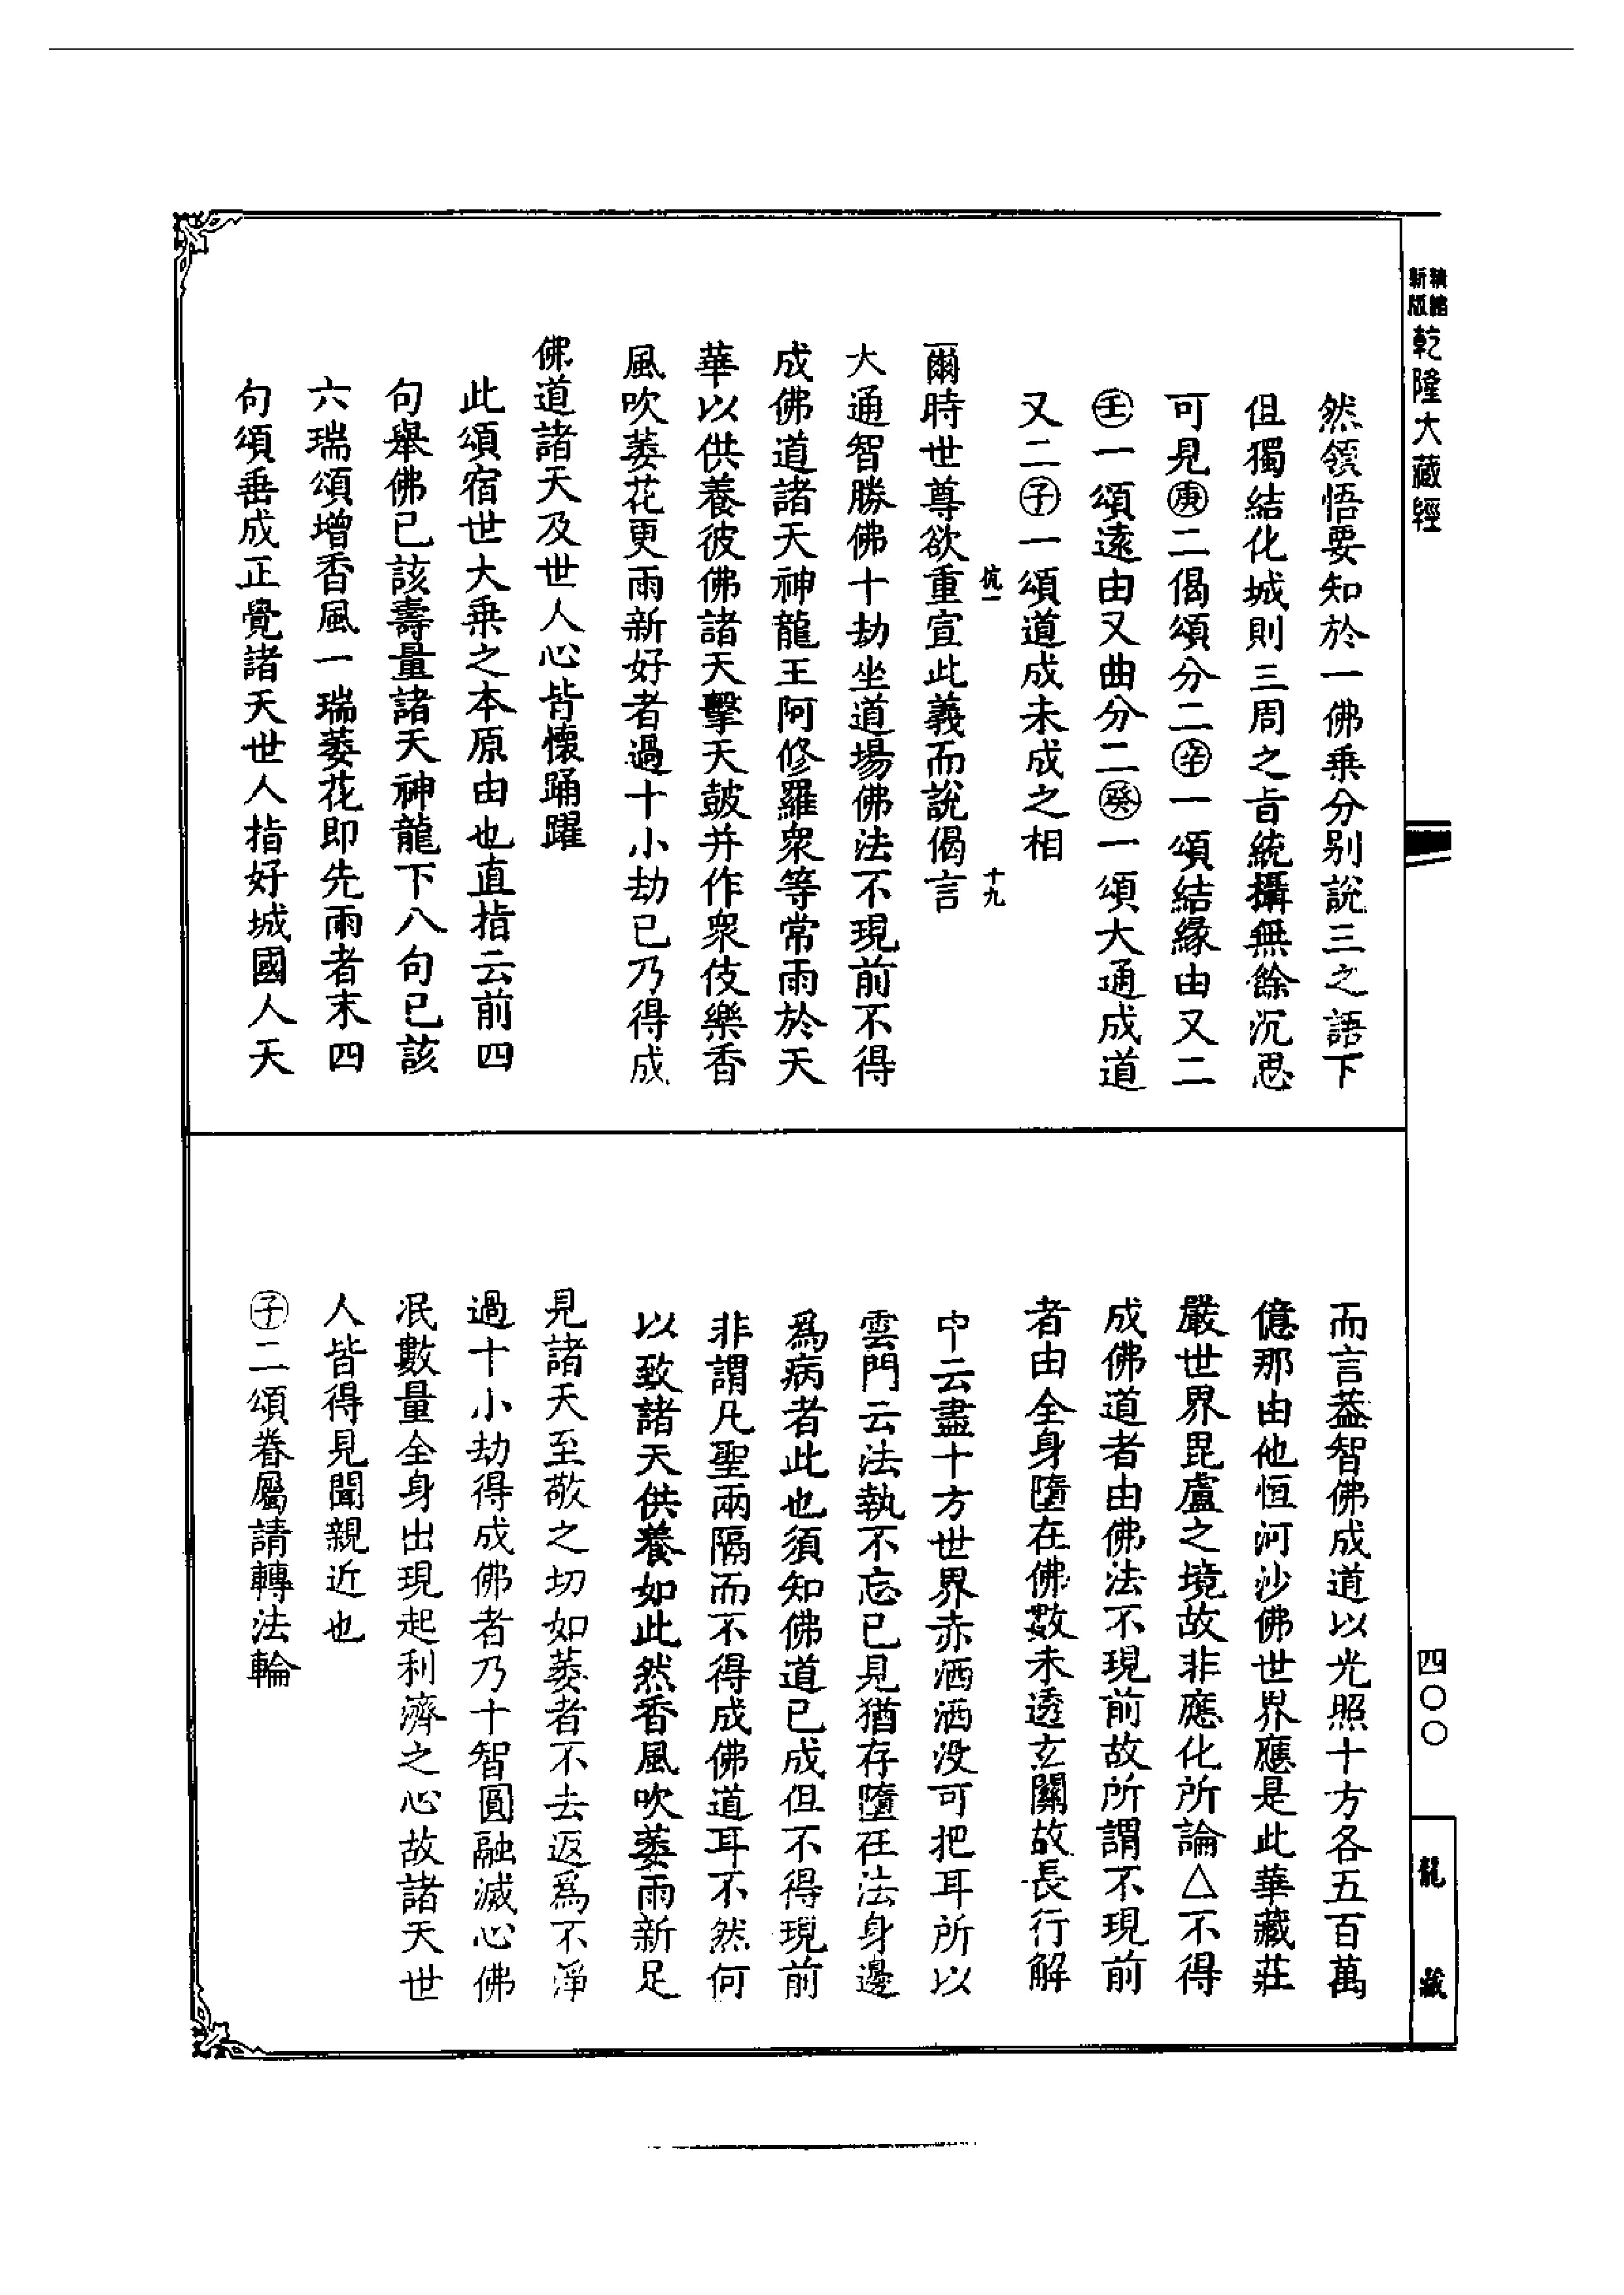 精縮
新版
乾隆大藏經
四〇〇
龍藏
然領悟要知於一佛乘分別說三之語下
但獨結化城則三周之旨統攝無餘沉思
可見㊎庚二偈頌分二辛一頌結緣由又二
壬一頌遠由又曲分二癸一頌大通成道
又二子一頌道成未成之相
伉一 十九
爾時世尊欲重宣此義而說偈言
大通智勝佛十劫坐道場佛法不現前不得
成佛道諸天神龍王阿修羅眾等常雨於天
華以供養彼佛諸天擊天皷并作眾伎樂香
風吹萎花更雨新好者過十小劫已乃得成
佛道諸天及世人心皆懷踊躍
此頌宿世大乘之本原由也直指云前四
句舉佛已該壽量諸天神龍下八句已該
六瑞頌增香風一瑞萎花即先雨者末四
句頌垂成正覺諸天世人指好城國人天
而言葢智佛成道以光照十方各五百萬
億那由他恒河沙佛世界應是此華藏莊
嚴世界毘盧之境故非應化所論△不得
成佛道者由佛法不現前故所謂不現前
者由全身墮在佛數未透玄關故長行解
中云盡十方世界赤洒洒沒可把耳所以
雲門云法執不忘已見猶存墮在法身邊
為病者此也須知佛道已成但不得現前
非謂凡聖兩隔而不得成佛道耳不然何
以致諸天供養如此然香風吹萎雨新足
見諸天至敬之切如萎者不去返為不淨
過十小劫得成佛者乃十智圓融滅心佛
泯數量全身出現起利濟之心故諸天世
人皆得見聞親近也
子二頌眷屬請轉法輪